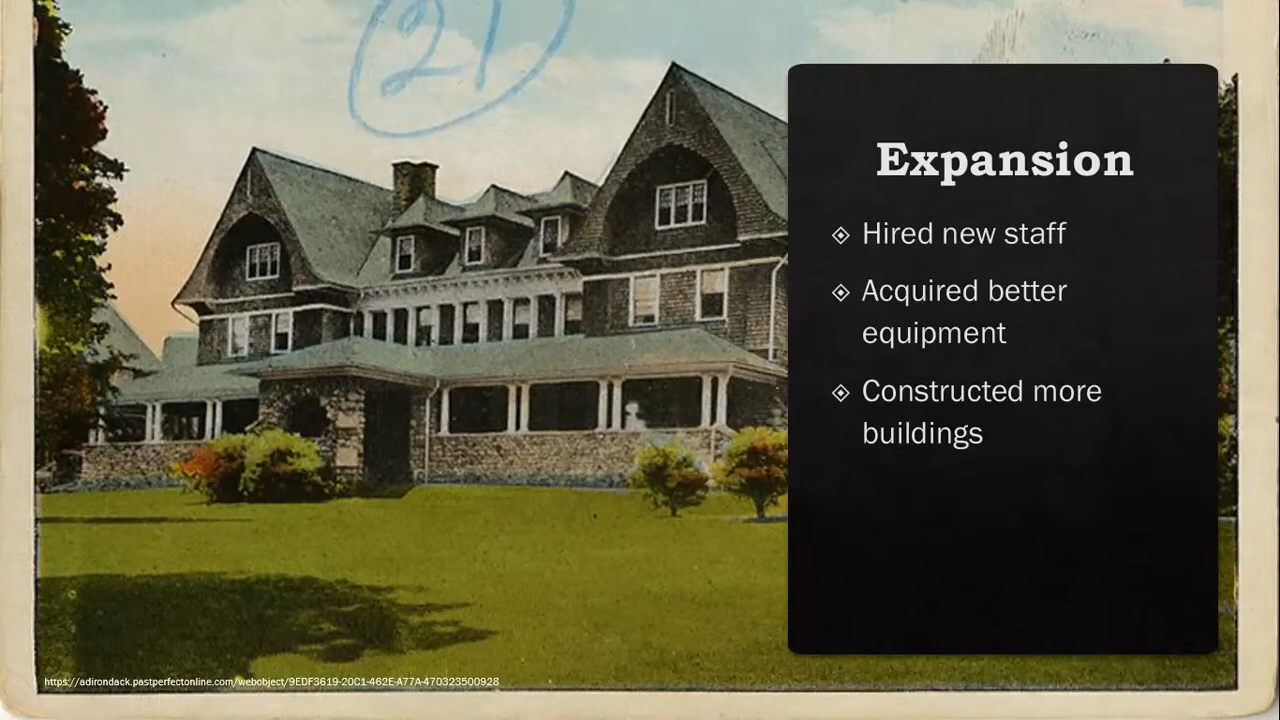 21
Expansion
Hired new staff
Acquired better
equipment
Constructed more
buildings
https://adirondack.pastperfectonline.com/webobject/9EDF3619-20C1-462E-A77A-470323500928